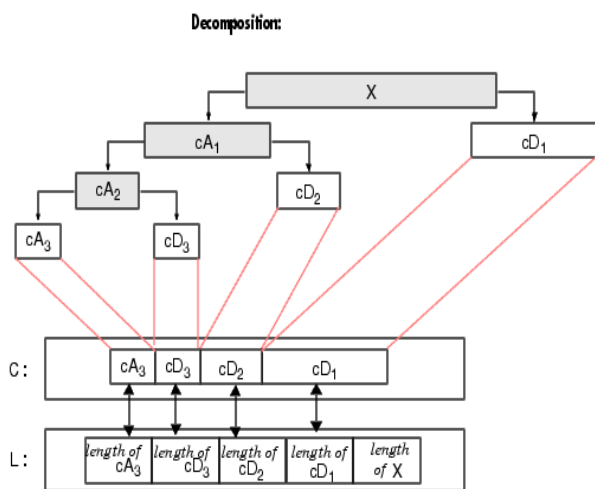 Decomposition:
X
cA₁
cD₁
cA₂
cD₂
cA₃
cD₃
C:
cA₃ cD₃ cD₂ cD₁
L:
length of cA₃
length of cD₃
length of cD₂
length of cD₁
length of X